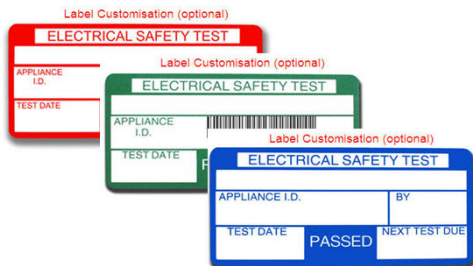 Label Customisation (optional)
ELECTRICAL SAFETY TEST
APPLIANCE
I.D.
TEST DATE
Label Customisation (optional)
ELECTRICAL SAFETY TEST
APPLIANCE
I.D.
TEST DATE
Label Customisation (optional)
ELECTRICAL SAFETY TEST
APPLIANCE I.D.
BY
TEST DATE
PASSED
NEXT TEST DUE